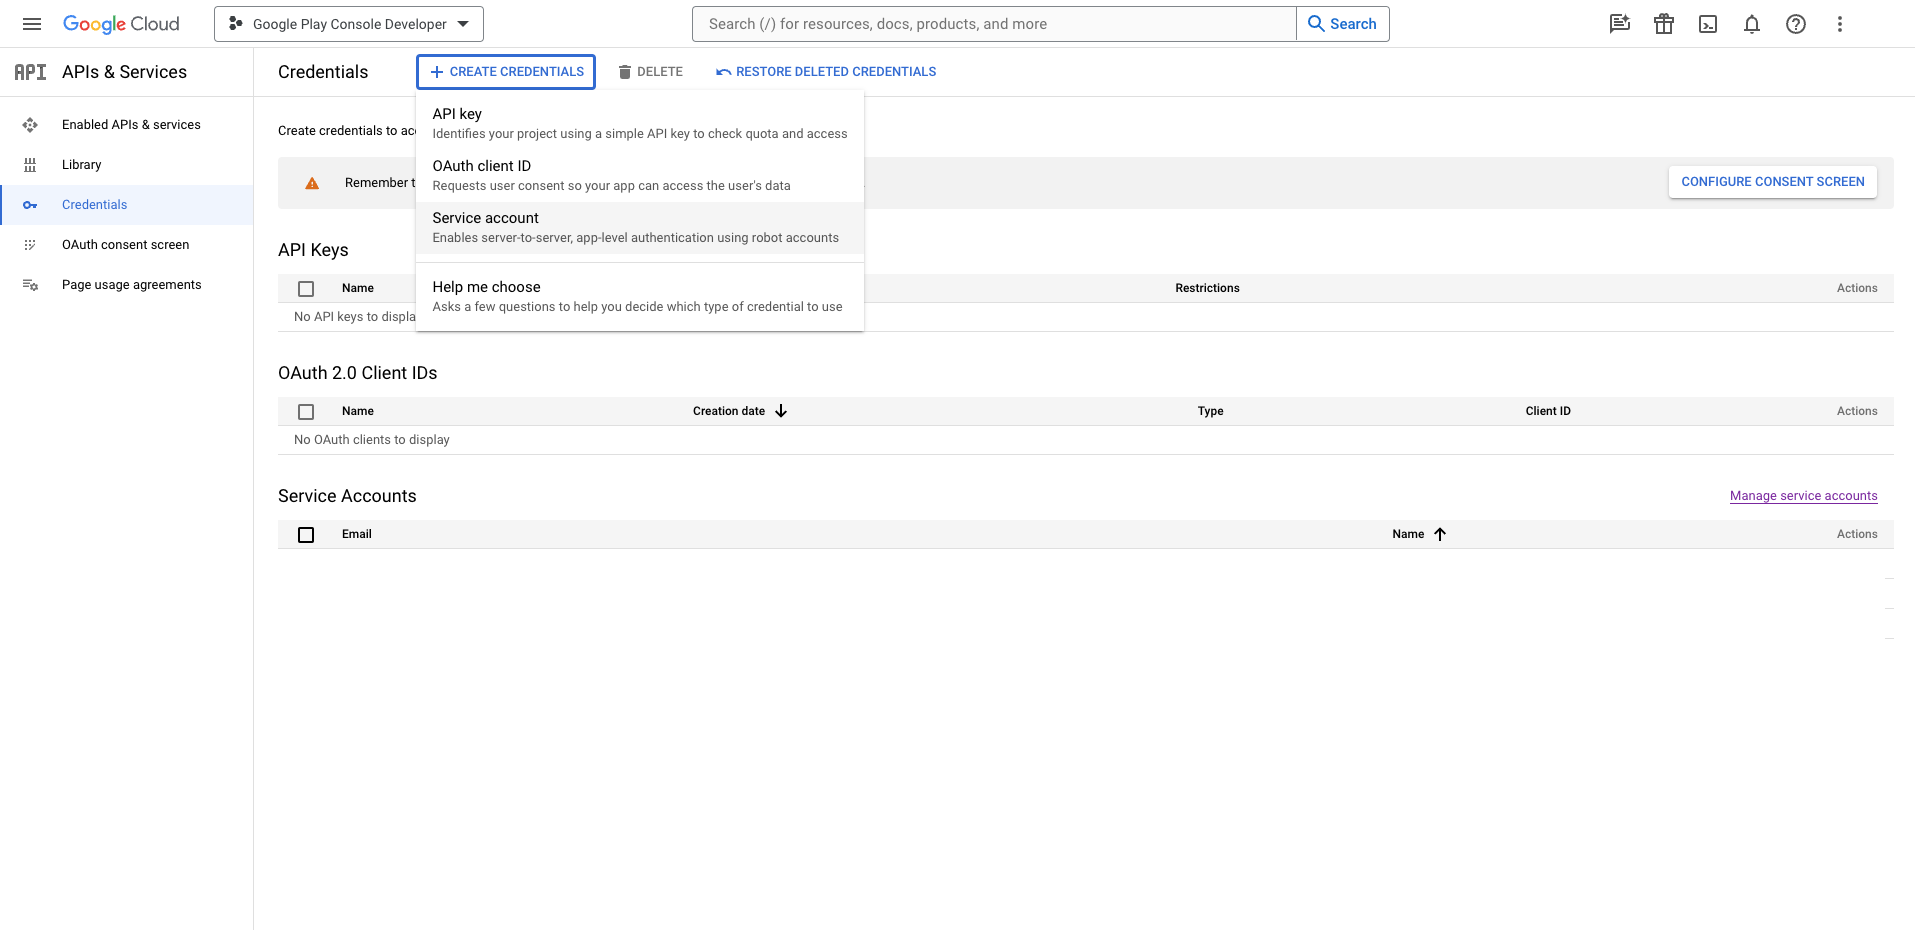 Google Cloud
Google Play Console Developer
Search (/) for resources, docs, products, and more
Search
API
APIs & Services
Credentials
CREATE CREDENTIALS
DELETE
RESTORE DELETED CREDENTIALS
Enabled APIs & services
Library
Credentials
OAuth consent screen
Page usage agreements
Create credentials to
API key
Identifies your project using a simple API key to check quota and access
OAuth client ID
Requests user consent so your app can access the user's data
Service account
Enables server-to-server, app-level authentication using robot accounts
Help me choose
Asks a few questions to help you decide which type of credential to use
Remember
CONFIGURE CONSENT SCREEN
API Keys
Name Restrictions Actions
No API keys to
OAuth 2.0 Client IDs
Name Creation date Type Client ID Actions
No OAuth clients to display
Service Accounts
Manage service accounts
Email Name Actions